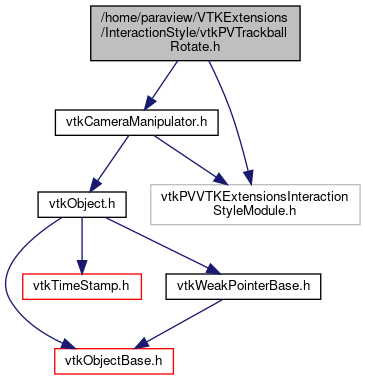 /home/paraview/VTKExtensions
/InteractionStyle/vtkPVTrackball
Rotate.h
vtkCameraManipulator.h
vtkObject.h
vtkPVVTKExtensionsInteraction
StyleModule.h
vtkTimeStamp.h
vtkWeakPointerBase.h
vtkObjectBase.h